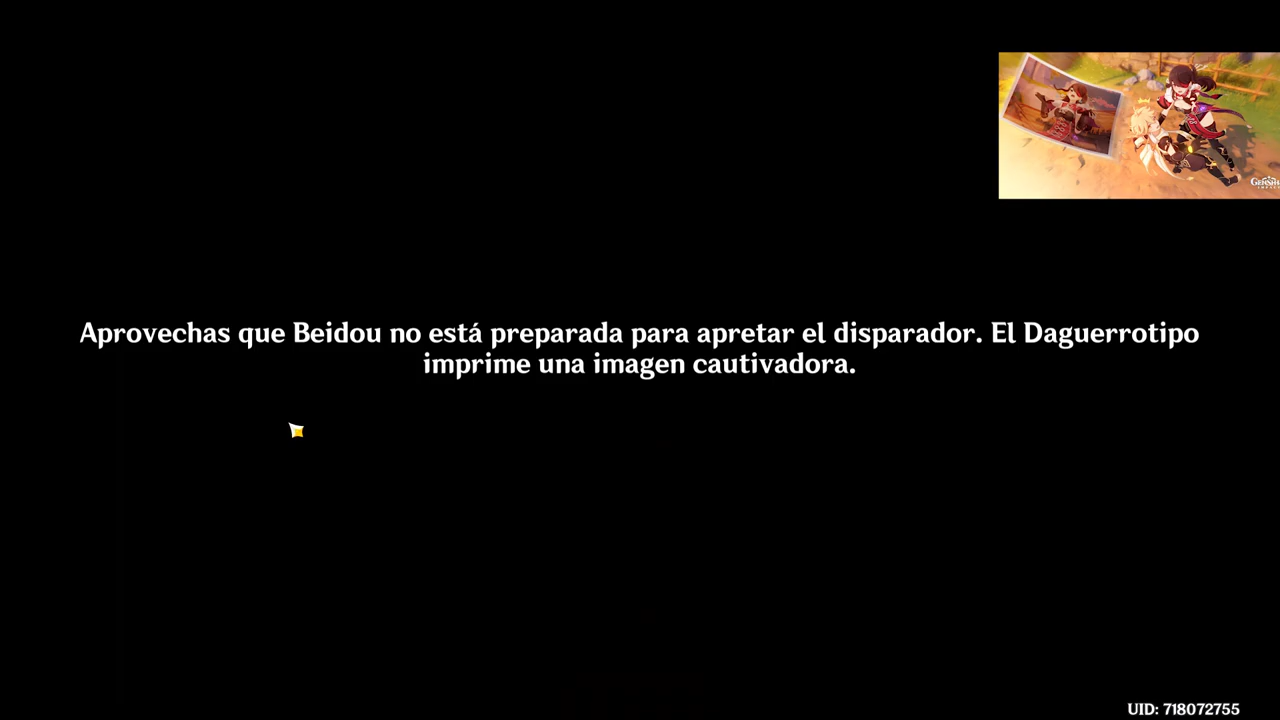 Aprovechas que Beidou no está preparada para apretar el disparador. El Daguerrotipo
imprime una imagen cautivadora.
UID: 718072755